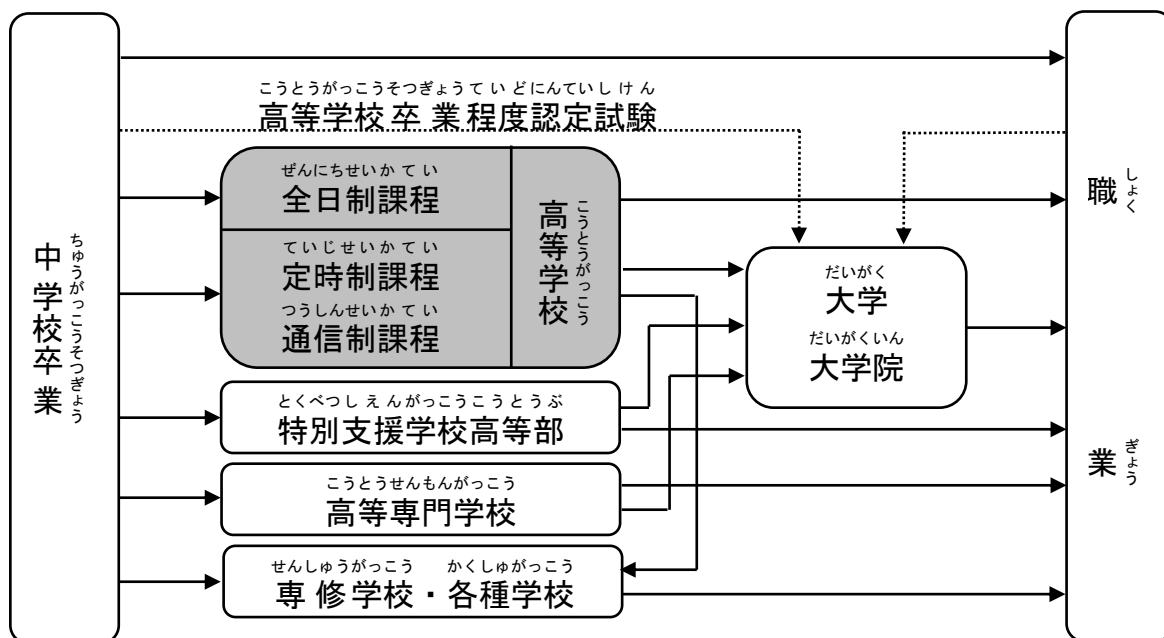 ちゅうがっこうそつぎょう
中学校卒業
こうとうがっこうそつぎょうていどにんていしけん
高等学校卒業程度認定試験
ぜんにちせいかてい
全日制課程
ていじせいかてい
定時制課程
つうしんせいかてい
通信制課程
こうとうがっこう
高等学校
とくべつしえんがっこうこうとうぶ
特別支援学校高等部
こうとうせんもんがっこう
高等専門学校
せんしゅうがっこう かくしゅがっこう
専修学校・各種学校
だいがく
大学
だいがくいん
大学院
しょくぎょう
職業